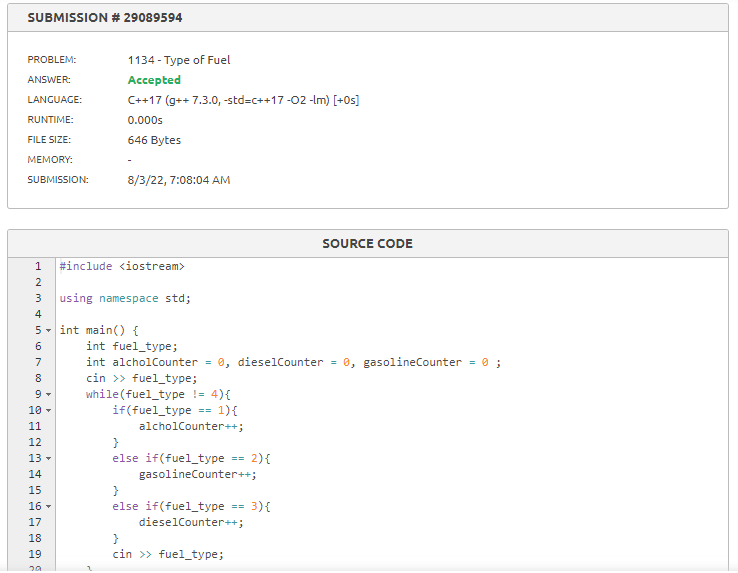 SUBMISSION # 29089594
PROBLEM: 1134 - Type of Fuel
ANSWER: Accepted
LANGUAGE: C++17 (g++ 7.3.0, -std=c++17 -O2 -lm) [+0s]
RUNTIME: 0.000s
FILE SIZE: 646 Bytes
MEMORY: -
SUBMISSION: 8/3/22, 7:08:04 AM
SOURCE CODE
1 #include <iostream>
2
3 using namespace std;
4
5 int main() {
6 int fuel_type;
7 int alcholCounter = 0, dieselCounter = 0, gasolineCounter = 0 ;
8 cin >> fuel_type;
9 while(fuel_type != 4){
10 if(fuel_type == 1){
11 alcholCounter++;
12 }
13 else if(fuel_type == 2){
14 gasolineCounter++;
15 }
16 else if(fuel_type == 3){
17 dieselCounter++;
18 }
19 cin >> fuel_type;
20 }